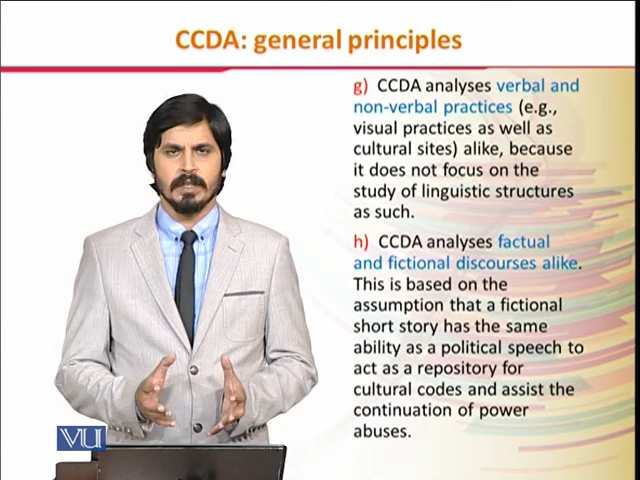 CCDA: general principles
g) CCDA analyses verbal and
non-verbal practices (e.g.,
visual practices as well as
cultural sites) alike, because
it does not focus on the
study of linguistic structures
as such.
h) CCDA analyses factual
and fictional discourses alike.
This is based on the
assumption that a fictional
short story has the same
ability as a political speech to
act as a repository for
cultural codes and assist the
continuation of power
abuses.
VU